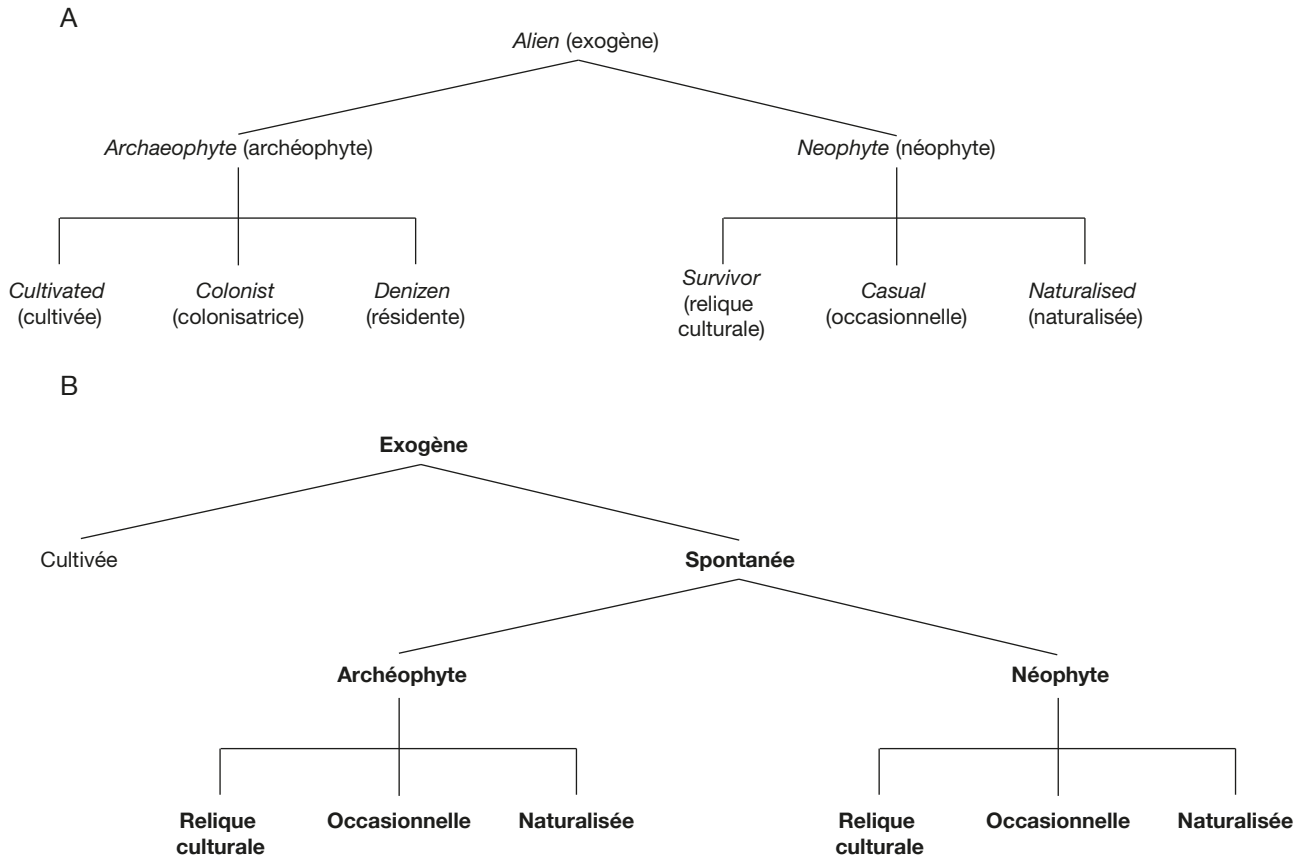 A
Alien (exogène)
Archaeophyte (archéophyte)
Neophyte (néophyte)
Cultivated
(cultivée)
Colonist
(colonisatrice)
Denizen
(résidente)
Survivor
(relique
culturale)
Casual
(occasionnelle)
Naturalised
(naturalisée)
B
Exogène
Cultivée
Spontanée
Archéophyte
Néophyte
Relique
culturale
Occasionnelle
Naturalisée
Relique
culturale
Occasionnelle
Naturalisée